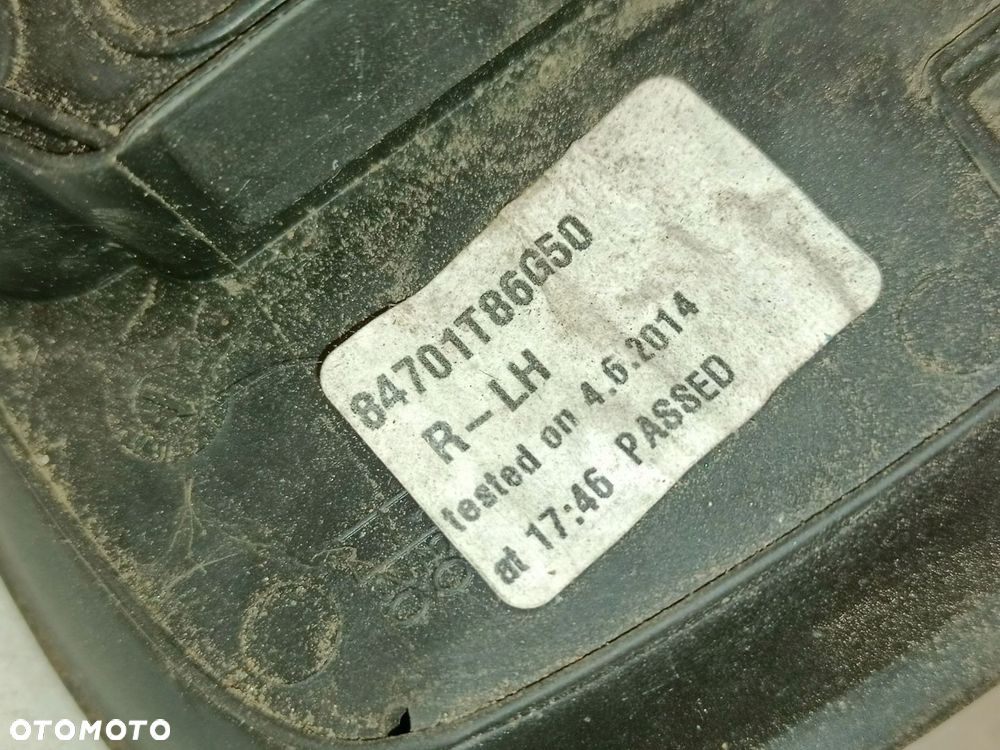 84701T86G50
R-LH
tested on 4.6.2014
at 17:46 PASSED
OTOMOTO